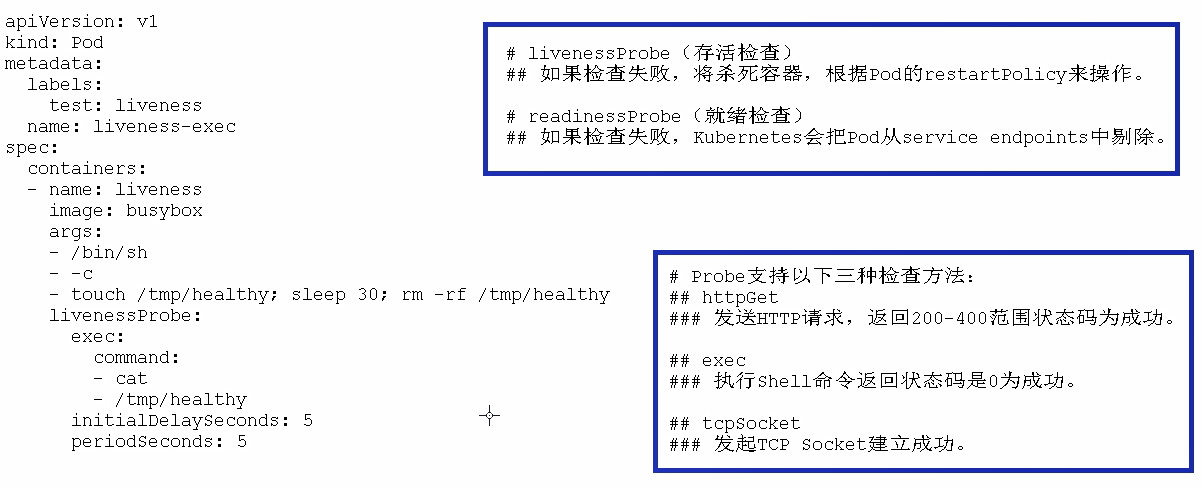 apiVersion: v1
kind: Pod
metadata:
  labels:
    test: liveness
  name: liveness-exec
spec:
  containers:
  - name: liveness
    image: busybox
    args:
    - /bin/sh
    - -c
    - touch /tmp/healthy; sleep 30; rm -rf /tmp/healthy
    livenessProbe:
      exec:
        command:
        - cat
        - /tmp/healthy
      initialDelaySeconds: 5
      periodSeconds: 5
# livenessProbe（存活检查）
## 如果检查失败，将杀死容器，根据Pod的restartPolicy来操作。
# readinessProbe（就绪检查）
## 如果检查失败，Kubernetes会把Pod从service endpoints中剔除。
# Probe支持以下三种检查方法：
## httpGet
### 发送HTTP请求，返回200-400范围状态码为成功。
## exec
### 执行Shell命令返回状态码是0为成功。
## tcpSocket
### 发起TCP Socket建立成功。